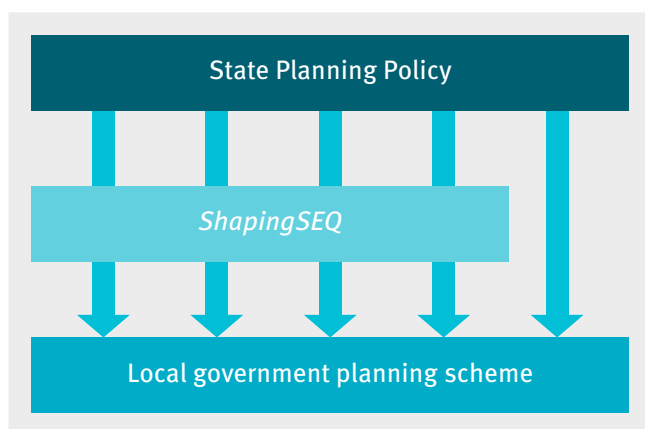 State Planning Policy
ShapingSEQ
Local government planning scheme